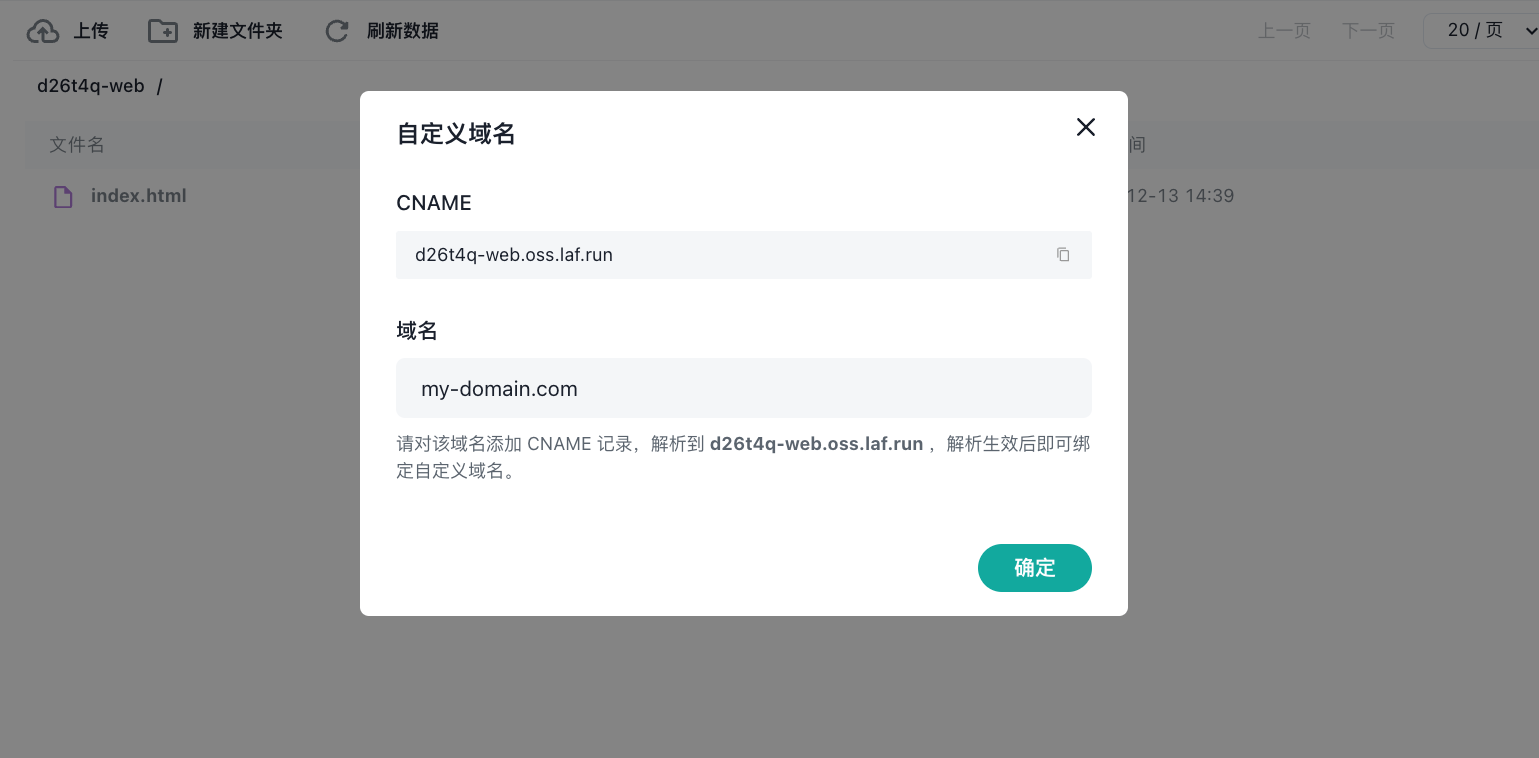 上传 新建文件夹 刷新数据 上一页 下一页 20 / 页
d26t4q-web /
文件名 间
index.html 12-13 14:39
自定义域名
CNAME
d26t4q-web.oss.laf.run
域名
my-domain.com
请对该域名添加 CNAME 记录，解析到 d26t4q-web.oss.laf.run ，解析生效后即可绑
定自定义域名。
确定